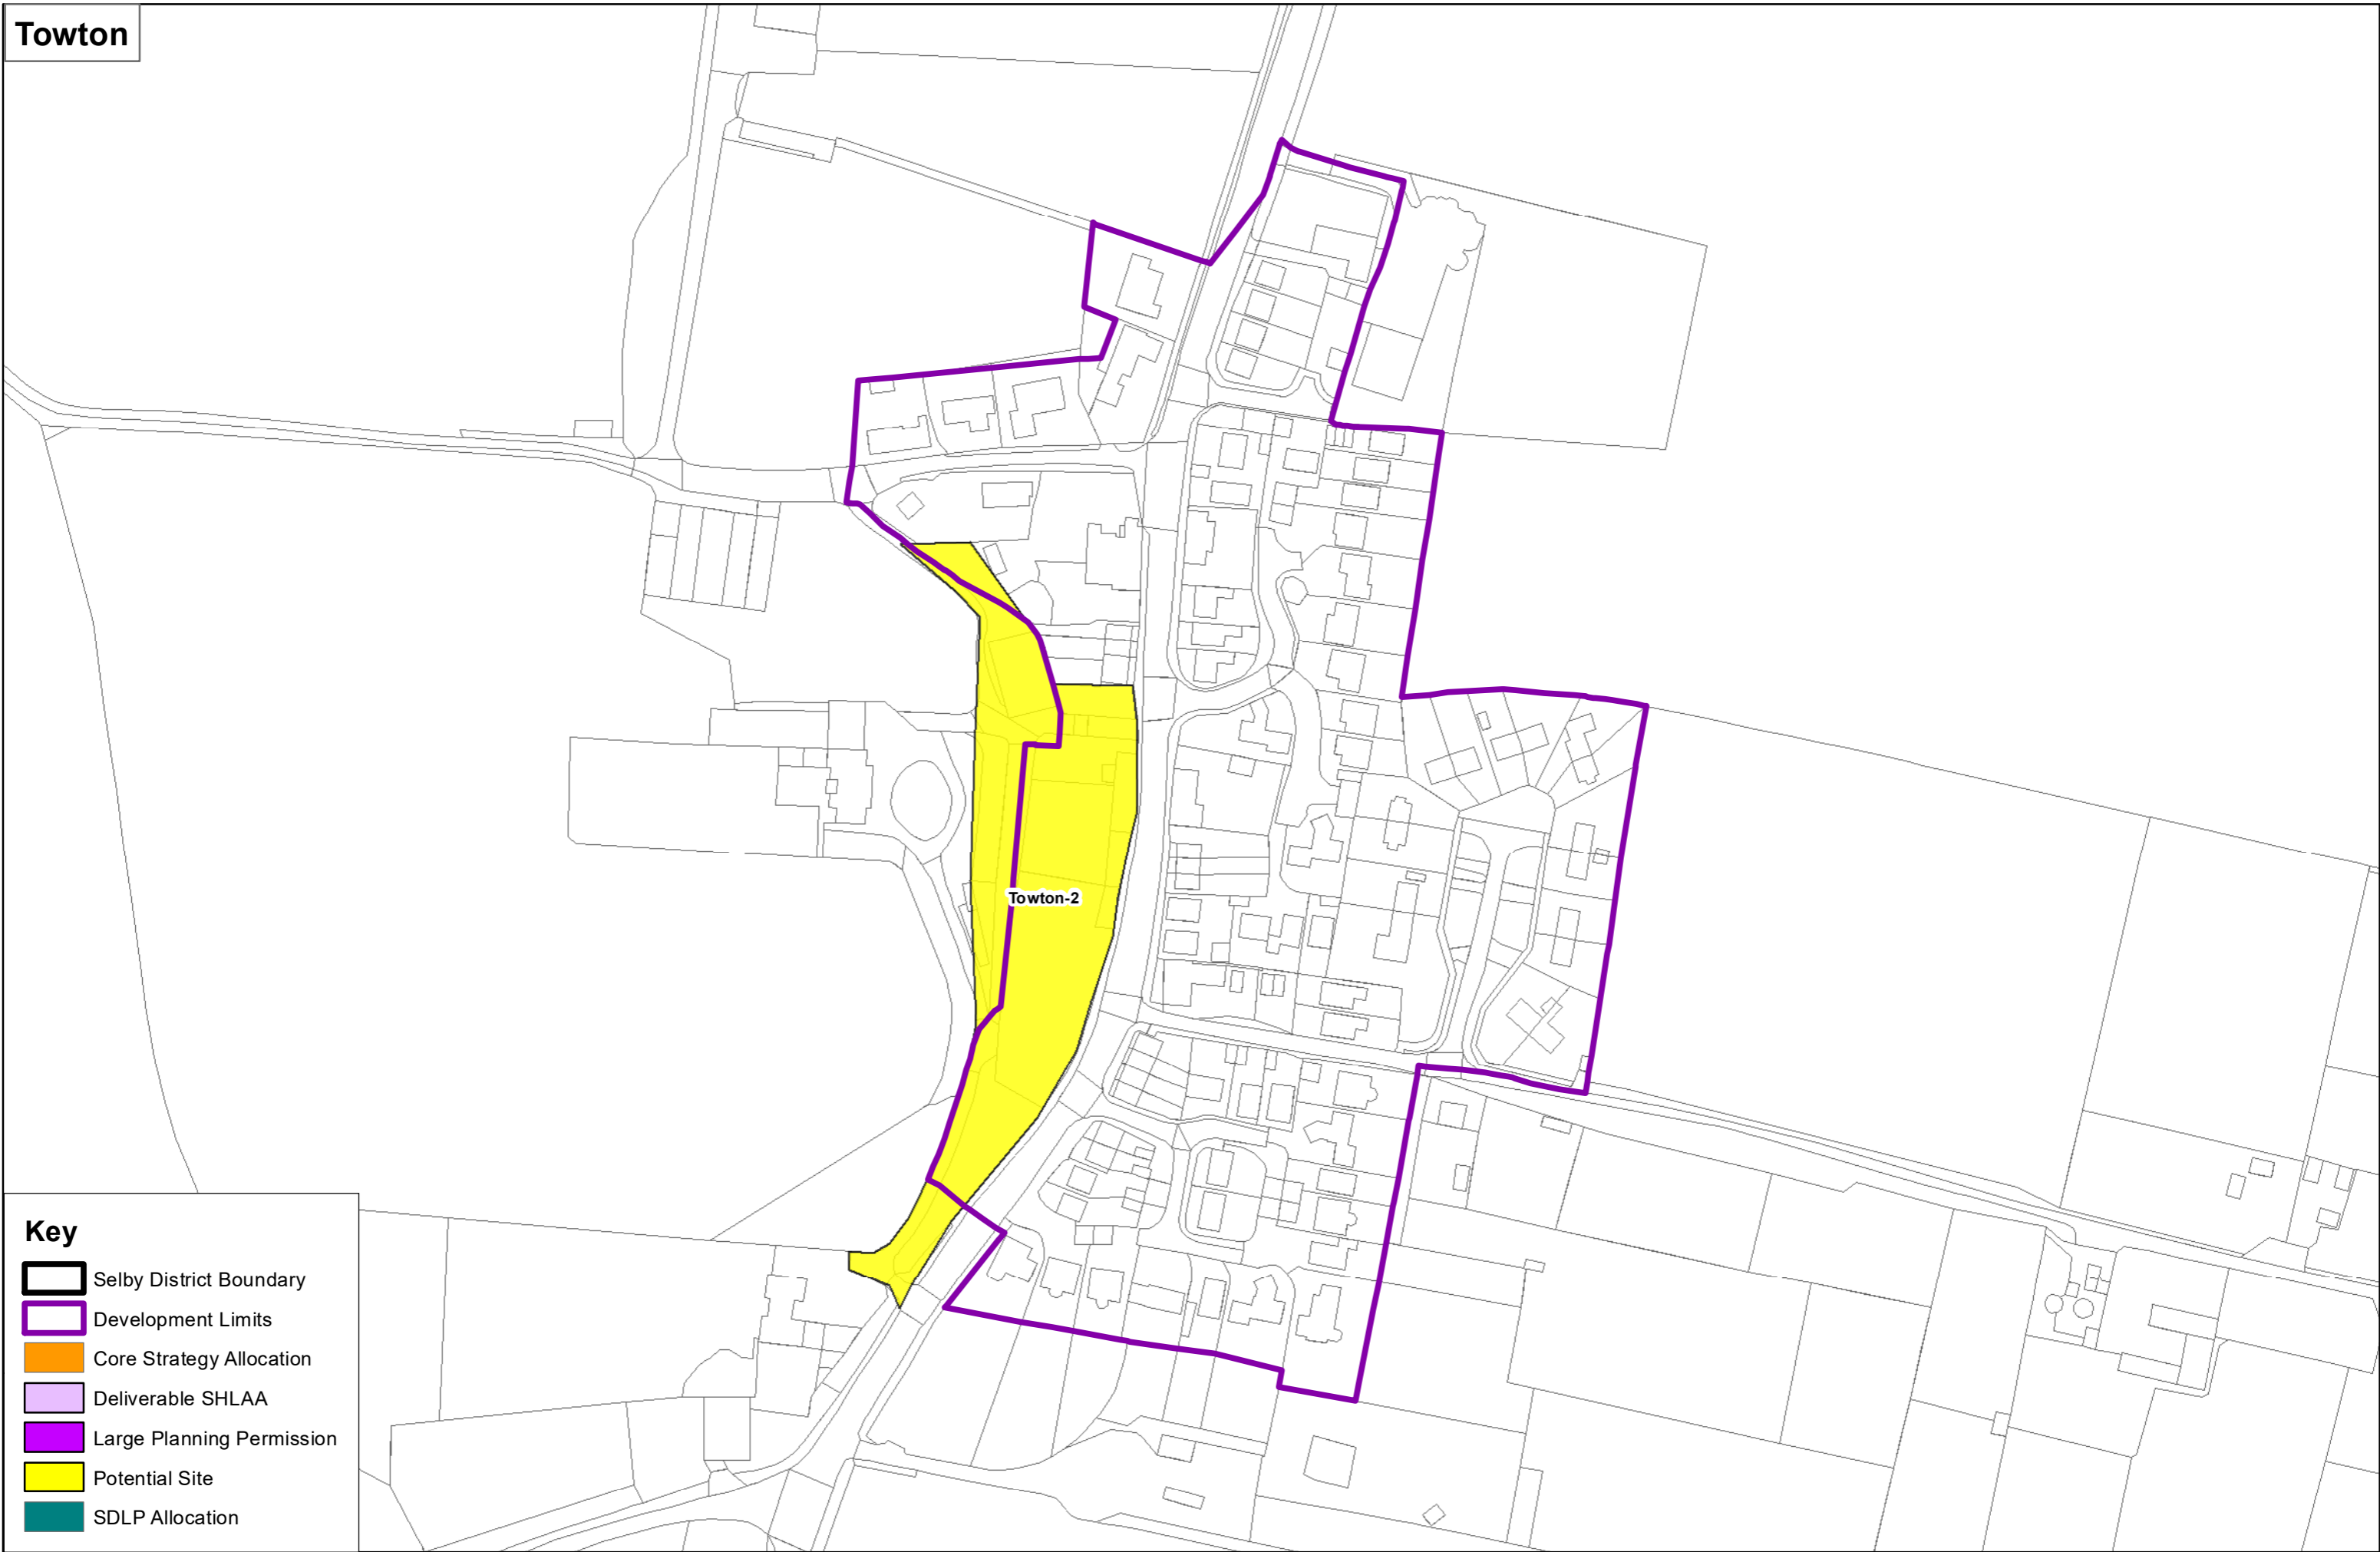 Towton
Towton-2
Key
Selby District Boundary
Development Limits
Core Strategy Allocation
Deliverable SHLAA
Large Planning Permission
Potential Site
SDLP Allocation